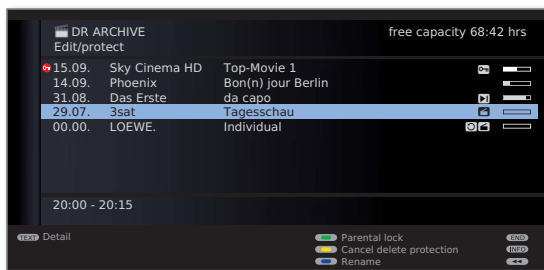 DR ARCHIVE free capacity 68:42 hrs
Edit/protect
15.09. Sky Cinema HD Top-Movie 1
14.09. Phoenix Bon(n) jour Berlin
31.08. Das Erste da capo
29.07. 3sat Tagesschau
00.00. LOEWE. Individual
20:00 - 20:15
TEXT Detail Parental lock END
Cancel delete protection INFO
Rename